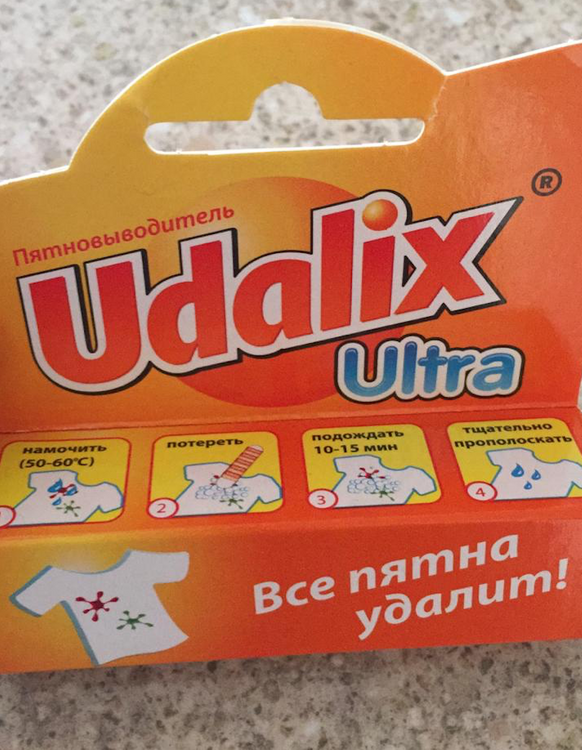 Пятновыводитель
Udalix®
Ultra
намочить
(50-60°С)
потереть
2
подождать
10-15 мин
3
тщательно
прополоскать
4
Все пятна
удалит!